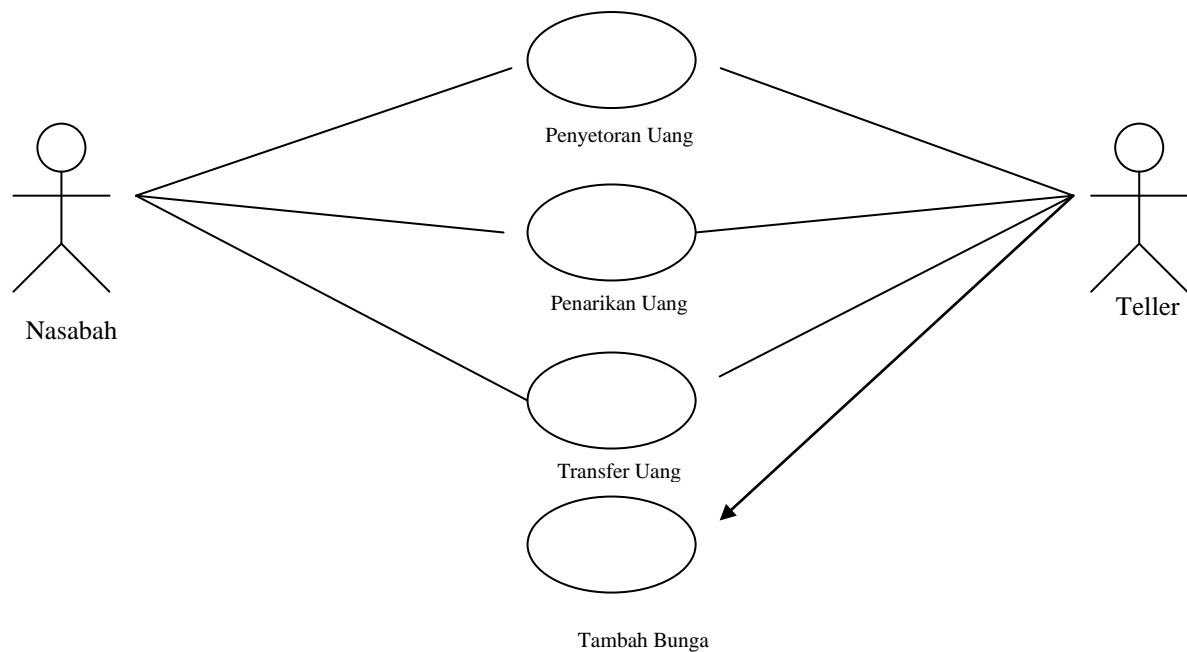 Penyetoran Uang
Penarikan Uang
Teller
Nasabah
Transfer Uang
Tambah Bunga